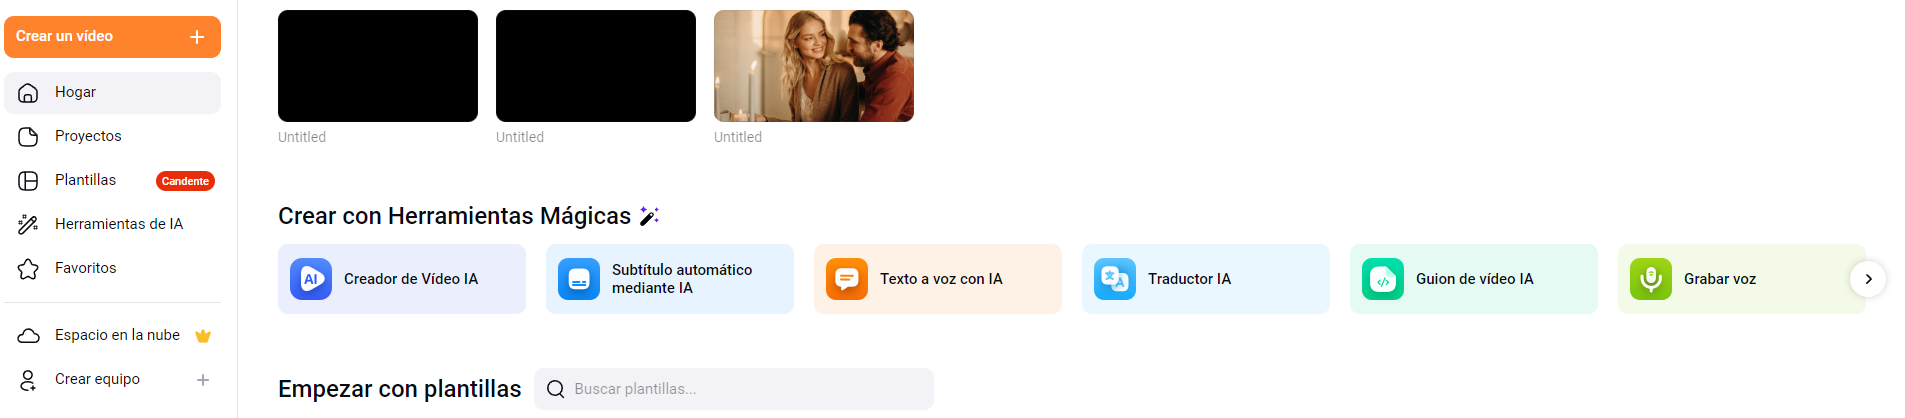 Crear un vídeo
Hogar
Proyectos
Plantillas
Candente
Herramientas de IA
Favoritos
Espacio en la nube
Crear equipo
Untitled
Untitled
Untitled
Crear con Herramientas Mágicas
AI
Creador de Vídeo IA
Subtítulo automático
mediante IA
Texto a voz con IA
Traductor IA
Guion de vídeo IA
Grabar voz
Empezar con plantillas
Buscar plantillas...